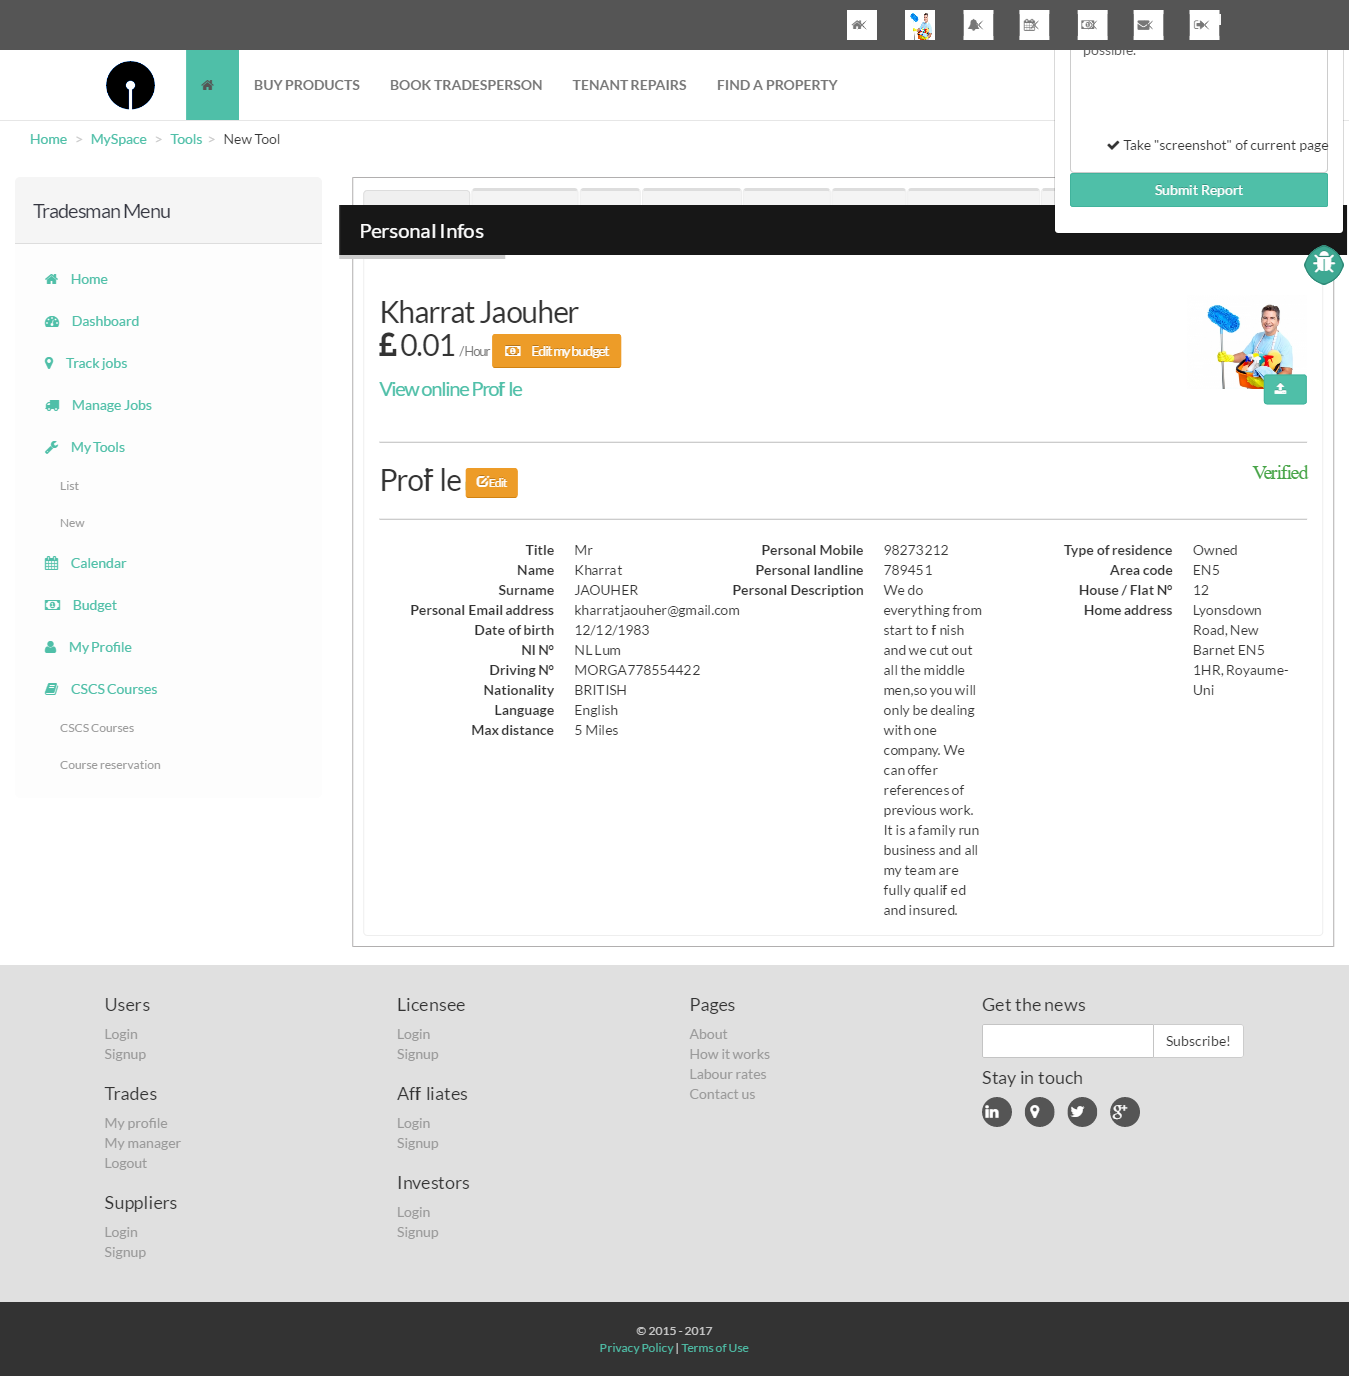 possible.
BUY PRODUCTS BOOK TRADESPERSON TENANT REPAIRS FIND A PROPERTY
Home > MySpace > Tools > New Tool
Take "screenshot" of current page
Submit Report
Tradesman Menu
Home
Dashboard
Track jobs
Manage Jobs
My Tools
List
New
Calendar
Budget
My Profile
CSCS Courses
CSCS Courses
Course reservation
Personal Infos
Kharrat Jaouher
£ 0.01 /Hour Edit my budget
View online Profile
Profile Edit
Verified
Title Mr
Name Kharrat
Surname JAOUHER
Personal Email address kharratjaouher@gmail.com
Date of birth 12/12/1983
NI N° NL Lum
Driving N° MORGA778554422
Nationality BRITISH
Language English
Max distance 5 Miles
Personal Mobile 98273212
Personal landline 789451
Personal Description We do
everything from
start to finish
and we cut out
all the middle
men,so you will
only be dealing
with one
company. We
can offer
references of
previous work.
It is a family run
business and all
my team are
fully qualified
and insured.
Type of residence Owned
Area code EN5
House / Flat N° 12
Home address Lyonsdown
Road, New
Barnet EN5
1HR, Royaume-
Uni
Users
Login
Signup
Trades
My profile
My manager
Logout
Suppliers
Login
Signup
Licensee
Login
Signup
Affiliates
Login
Signup
Investors
Login
Signup
Pages
About
How it works
Labour rates
Contact us
Get the news
Subscribe!
Stay in touch
© 2015 - 2017
Privacy Policy | Terms of Use